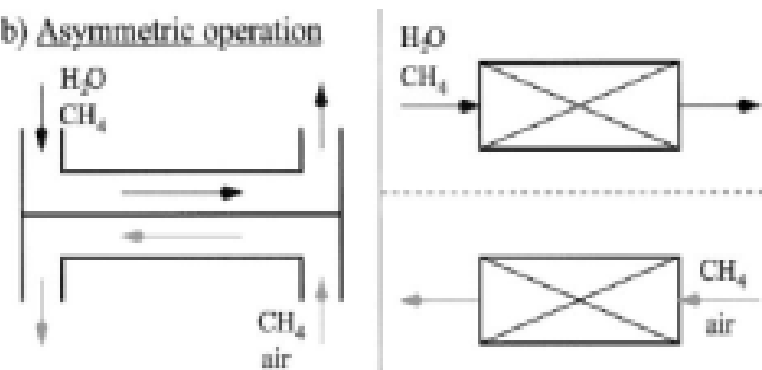 b) Asymmetric operation
H₂O
CH₄
CH₄
air
H₂O
CH₄
CH₄
air